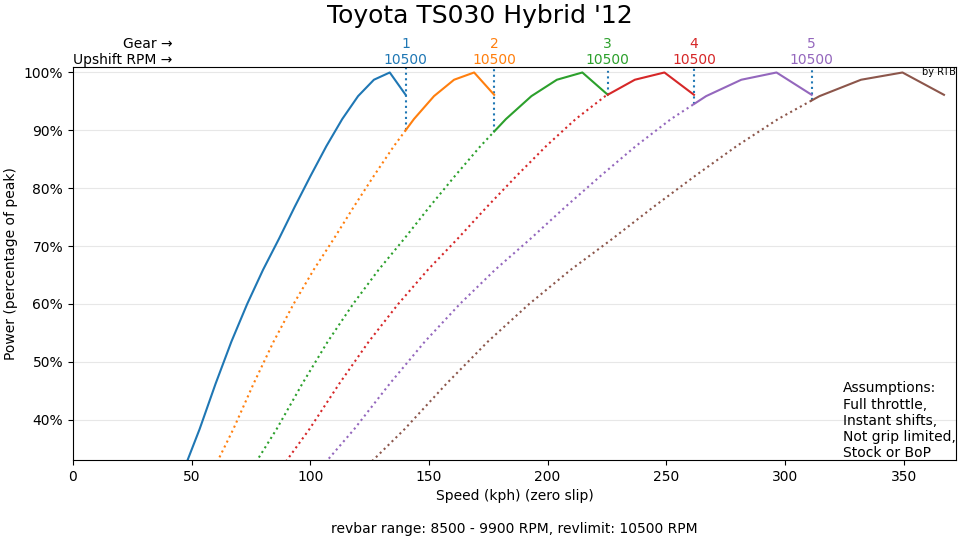 Toyota TS030 Hybrid '12
Gear → 1 2 3 4 5
Upshift RPM → 10500 10500 10500 10500 10500
by RTB
100%
90%
80%
70%
60%
50%
40%
Power (percentage of peak)
Assumptions:
Full throttle,
Instant shifts,
Not grip limited,
Stock or BoP
0 50 100 150 200 250 300 350
Speed (kph) (zero slip)
revbar range: 8500 - 9900 RPM, revlimit: 10500 RPM